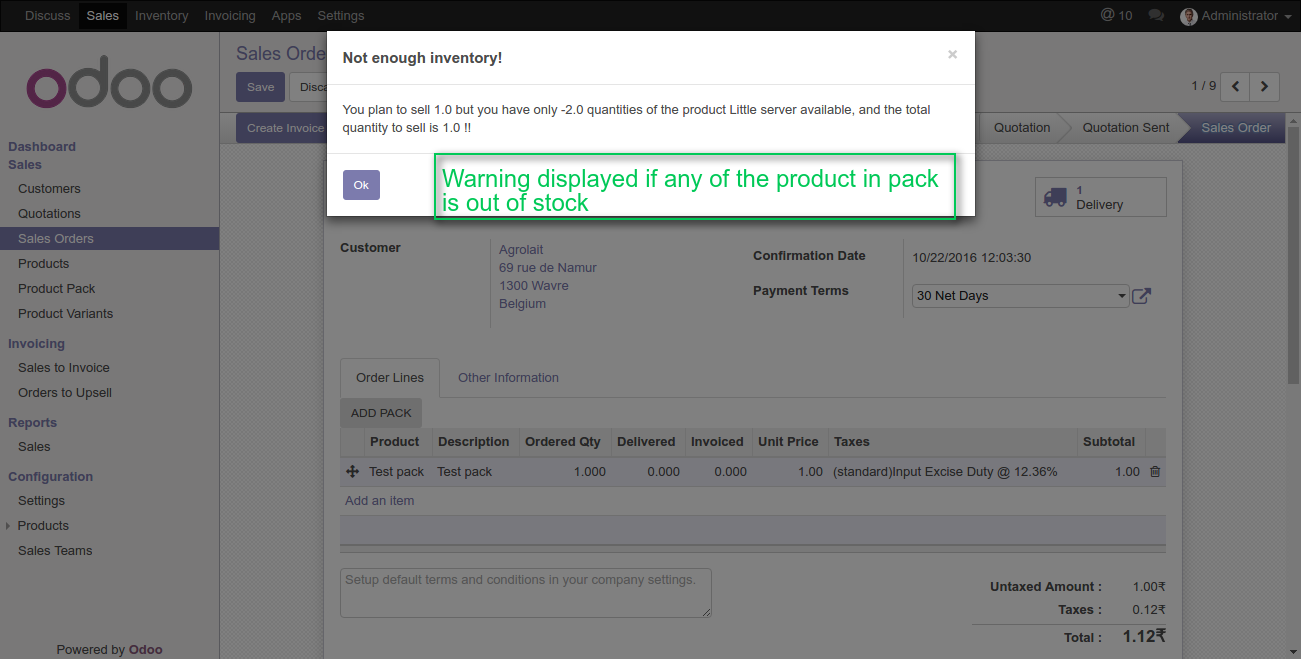 Discuss Sales Inventory Invoicing Apps Settings @ 10 Administrator
odoo
Dashboard
Sales
Customers
Quotations
Sales Orders
Products
Product Pack
Product Variants
Invoicing
Sales to Invoice
Orders to Upsell
Reports
Sales
Configuration
Settings
Products
Sales Teams
Powered by Odoo
Sales Orde
Save Disca 1 / 9
Create Invoice Quotation Quotation Sent Sales Order
Not enough inventory! ×
You plan to sell 1.0 but you have only -2.0 quantities of the product Little server available, and the total
quantity to sell is 1.0 !!
Ok
Warning displayed if any of the product in pack
is out of stock
1
Delivery
Customer
Agrolait
69 rue de Namur
1300 Wavre
Belgium
Confirmation Date 10/22/2016 12:03:30
Payment Terms 30 Net Days
Order Lines Other Information
ADD PACK
Product Description Ordered Qty Delivered Invoiced Unit Price Taxes Subtotal
Test pack Test pack 1.000 0.000 0.000 1.00 (standard)Input Excise Duty @ 12.36% 1.00
Add an item
Setup default terms and conditions in your company settings.
Untaxed Amount : 1.00₹
Taxes : 0.12₹
Total : 1.12₹